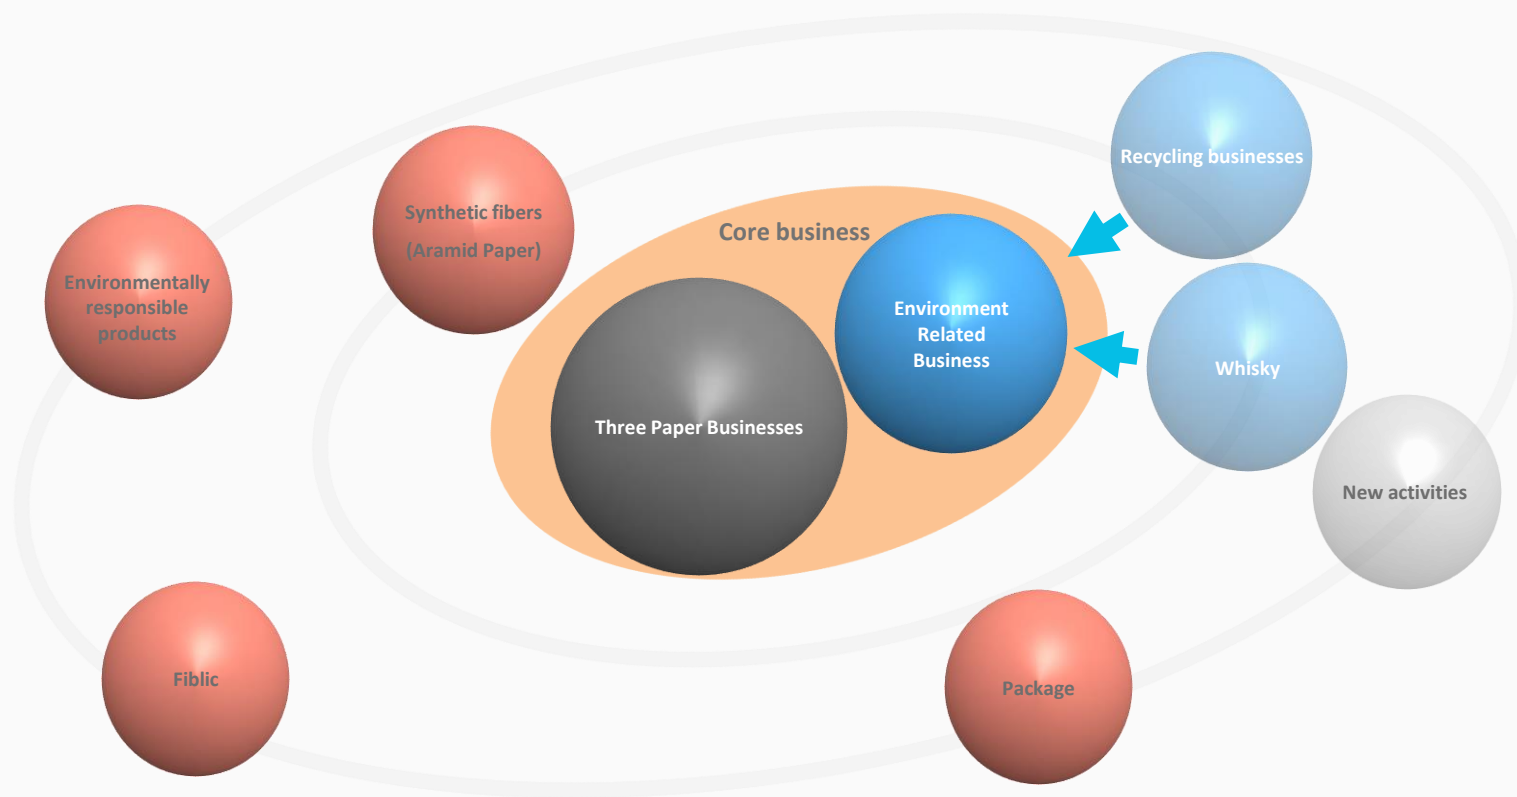 Recycling businesses
Synthetic fibers
(Aramid Paper)
Core business
Environmentally
responsible
products
Environment
Related
Business
Whisky
Three Paper Businesses
New activities
Fiblic
Package